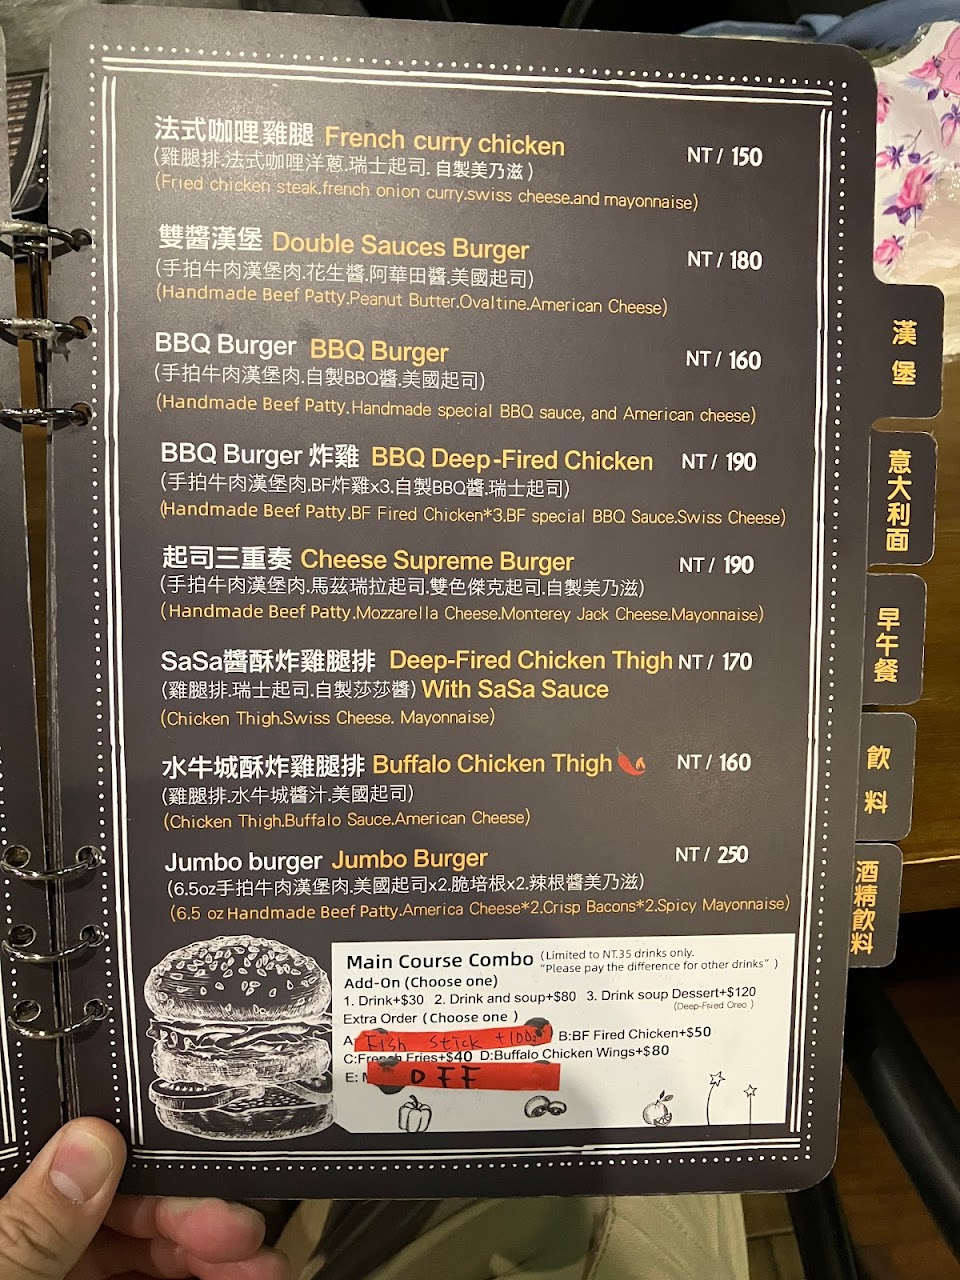 法式咖哩雞腿 French curry chicken NT / 150
(雞腿排.法式咖哩洋蔥.瑞士起司. 自製美乃滋 )
(Fried chicken steak.french onion curry.swiss cheese.and mayonnaise)
雙醬漢堡 Double Sauces Burger NT / 180
(手拍牛肉漢堡肉.花生醬.阿華田醬.美國起司)
(Handmade Beef Patty.Peanut Butter.Ovaltine.American Cheese)
BBQ Burger BBQ Burger NT / 160
(手拍牛肉漢堡肉.自製BBQ醬.美國起司)
(Handmade Beef Patty.Handmade special BBQ sauce, and American cheese)
BBQ Burger 炸雞 BBQ Deep-Fired Chicken NT / 190
(手拍牛肉漢堡肉.BF炸雞x3.自製BBQ醬.瑞士起司)
(Handmade Beef Patty.BF Fired Chicken*3.BF special BBQ Sauce.Swiss Cheese)
起司三重奏 Cheese Supreme Burger NT / 190
(手拍牛肉漢堡肉.馬茲瑞拉起司.雙色傑克起司.自製美乃滋)
(Handmade Beef Patty.Mozzarella Cheese.Monterey Jack Cheese.Mayonnaise)
SaSa醬酥炸雞腿排 Deep-Fired Chicken Thigh NT / 170
(雞腿排.瑞士起司.自製莎莎醬) With SaSa Sauce
(Chicken Thigh.Swiss Cheese. Mayonnaise)
水牛城酥炸雞腿排 Buffalo Chicken Thigh NT / 160
(雞腿排.水牛城醬汁.美國起司)
(Chicken Thigh.Buffalo Sauce.American Cheese)
Jumbo burger Jumbo Burger NT / 250
(6.5oz手拍牛肉漢堡肉.美國起司x2.脆培根x2.辣根醬美乃滋)
(6.5 oz Handmade Beef Patty.America Cheese*2.Crisp Bacons*2.Spicy Mayonnaise)
Main Course Combo (Limited to NT.35 drinks only.
"Please pay the difference for other drinks" )
Add-On (Choose one)
1. Drink+$30 2. Drink and soup+$80 3. Drink soup Dessert+$120
(Deep-Fried Oreo )
Extra Order (Choose one )
A Fish stick +100 B:BF Fired Chicken+$50
C:French Fries+$40 D:Buffalo Chicken Wings+$80
E: OFF
漢堡
意大利面
早午餐
飲料
酒精飲料